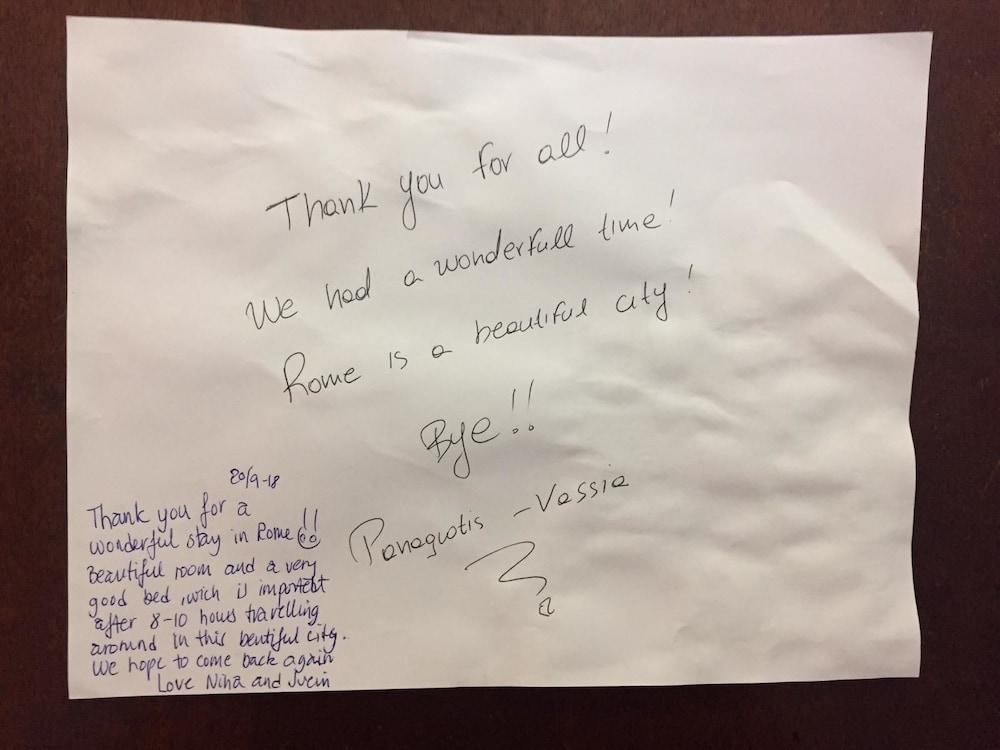 Thank you for all!
We had a wonderfull time!
Rome is a beautiful city!
Bye!!
Panagiotis - Vassia
20/9-18
Thank you for a
wonderful stay in Rome!!
Beautiful room and a very
good bed, wich is important
after 8-10 hours travelling
around in this beutiful city.
We hope to come back again
Love Nina and Svein